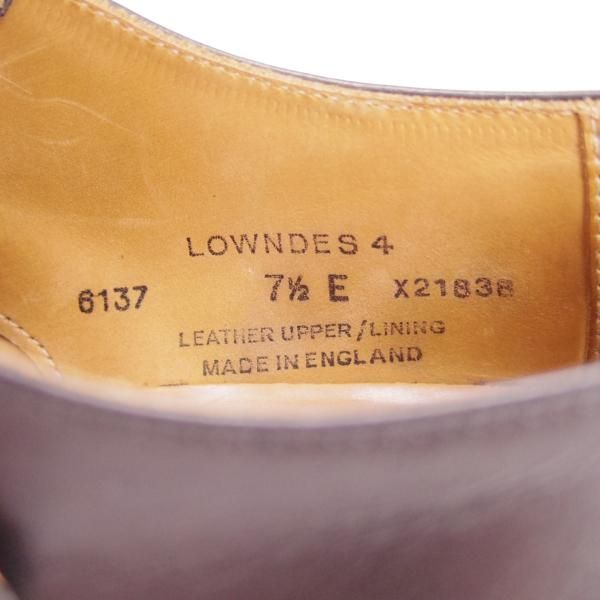 LOWNDES 4
6137 7½ E X21838
LEATHER UPPER/LINING
MADE IN ENGLAND